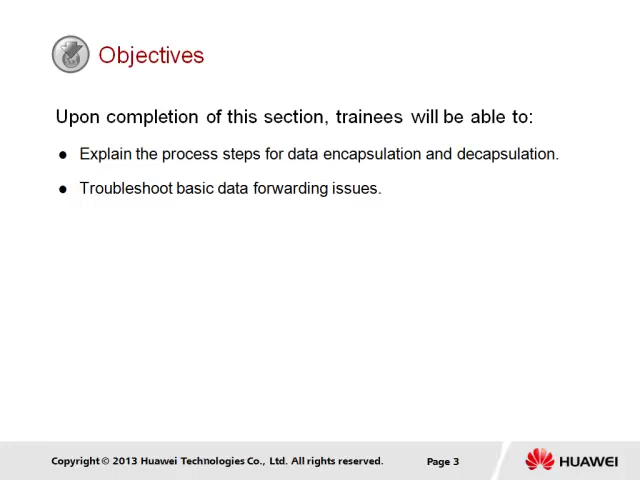 Objectives
Upon completion of this section, trainees will be able to:
● Explain the process steps for data encapsulation and decapsulation.
● Troubleshoot basic data forwarding issues.
Copyright © 2013 Huawei Technologies Co., Ltd. All rights reserved.
Page 3
HUAWEI